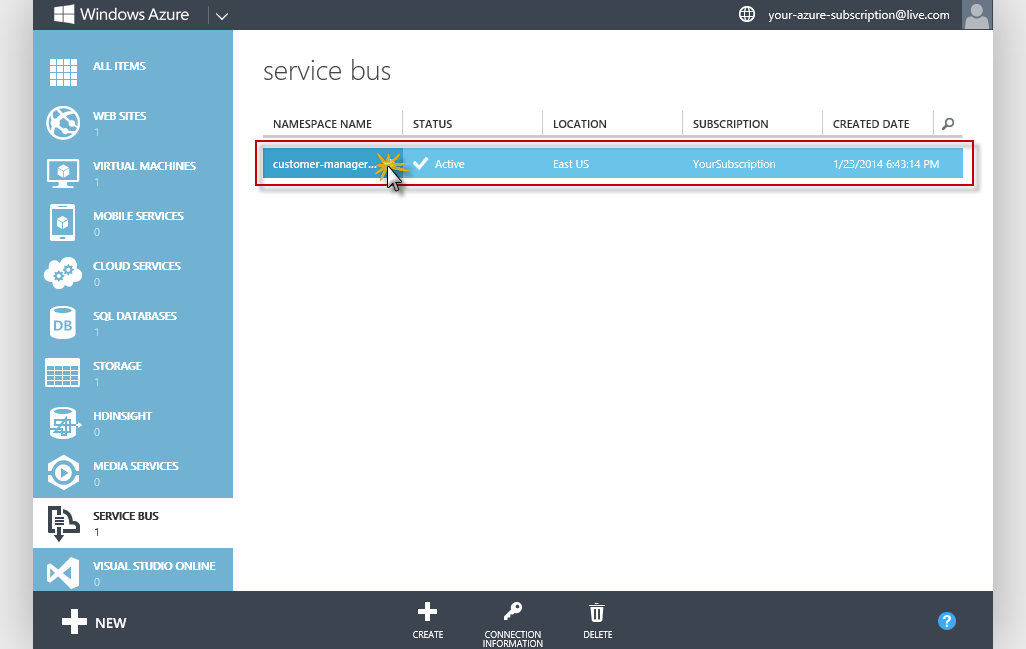 Windows Azure
your-azure-subscription@live.com
ALL ITEMS
WEB SITES
1
VIRTUAL MACHINES
1
MOBILE SERVICES
0
CLOUD SERVICES
0
SQL DATABASES
1
DB
STORAGE
1
HDINSIGHT
0
MEDIA SERVICES
0
SERVICE BUS
1
VISUAL STUDIO ONLINE
0
service bus
NAMESPACE NAME STATUS LOCATION SUBSCRIPTION CREATED DATE
customer-manager... Active East US YourSubscription 1/23/2014 6:43:14 PM
NEW
CREATE
CONNECTION
INFORMATION
DELETE
?